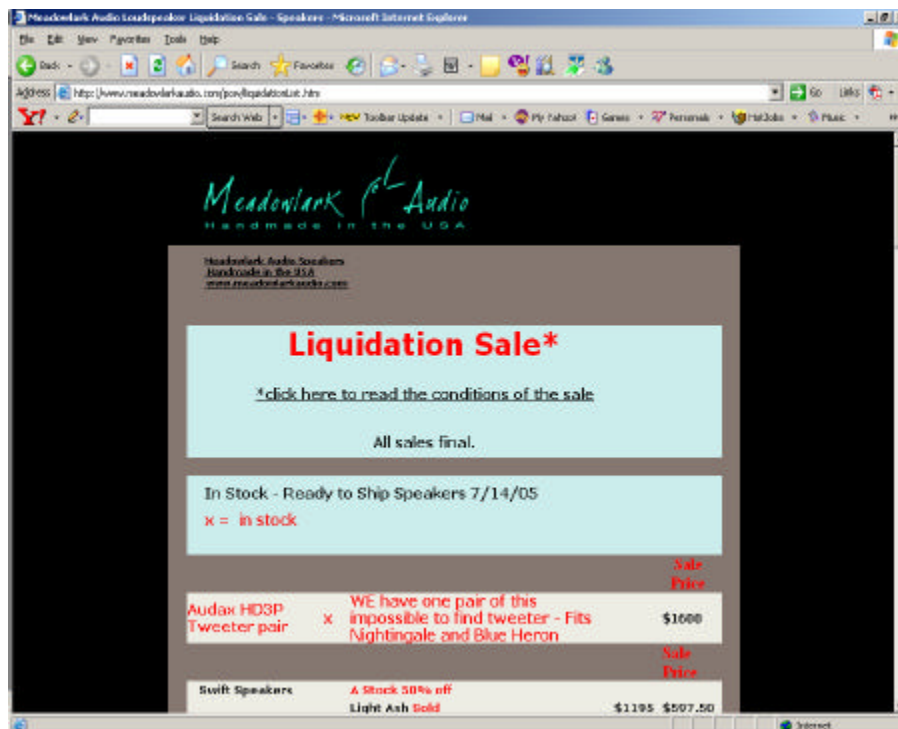 Meadowlark Audio Loudspeaker Liquidation Sale - Speakers - Microsoft Internet Explorer
File Edit View Favorites Tools Help
Back Search Favorites
Address http://www.meadowlarkaudio.com/pow/liquidationList.htm Go Links
Y! Search Web NEW Toolbar Update Mail My Yahoo! Games Personals HotJobs Music
Meadowlark Audio
Handmade in the USA
Meadowlark Audio Speakers
Handmade in the USA
www.meadowlarkaudio.com
Liquidation Sale*
*click here to read the conditions of the sale
All sales final.
In Stock - Ready to Ship Speakers 7/14/05
x = in stock
Sale
Price
Audax HD3P
Tweeter pair
x
WE have one pair of this
impossible to find tweeter - Fits
Nightingale and Blue Heron
$1600
Sale
Price
Swift Speakers A Stock 50% off
Light Ash Sold $1195 $597.50
Internet